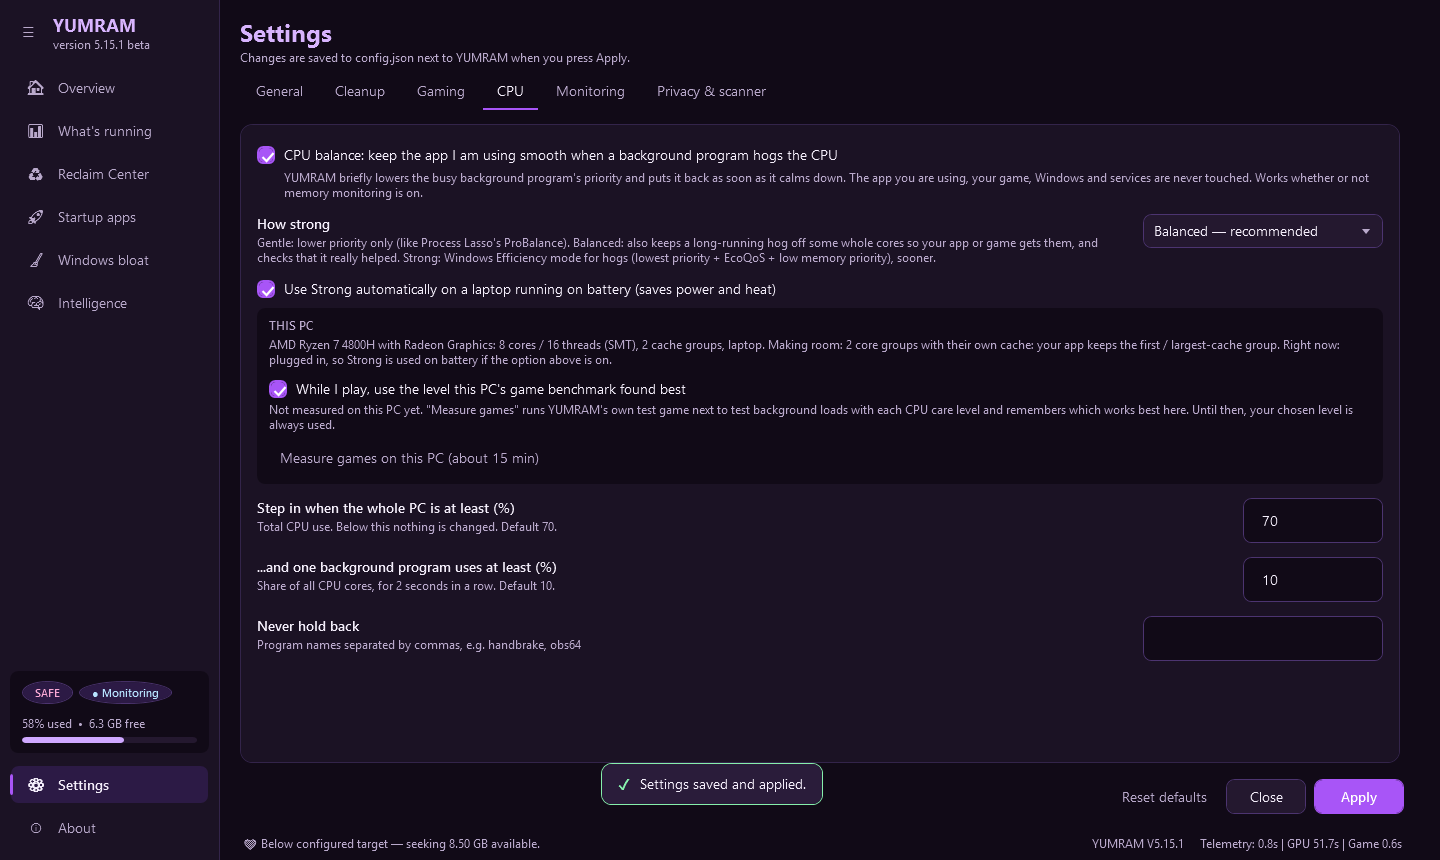 ☰ YUMRAM
version 5.15.1 beta
Overview
What's running
Reclaim Center
Startup apps
Windows bloat
Intelligence
SAFE
● Monitoring
58% used • 6.3 GB free
Settings
About
Settings
Changes are saved to config.json next to YUMRAM when you press Apply.
General
Cleanup
Gaming
CPU
Monitoring
Privacy & scanner
CPU balance: keep the app I am using smooth when a background program hogs the CPU
YUMRAM briefly lowers the busy background program's priority and puts it back as soon as it calms down. The app you are using, your game, Windows and services are never touched. Works whether or not
memory monitoring is on.
How strong
Gentle: lower priority only (like Process Lasso's ProBalance). Balanced: also keeps a long-running hog off some whole cores so your app or game gets them, and
checks that it really helped. Strong: Windows Efficiency mode for hogs (lowest priority + EcoQoS + low memory priority), sooner.
Balanced — recommended
Use Strong automatically on a laptop running on battery (saves power and heat)
THIS PC
AMD Ryzen 7 4800H with Radeon Graphics: 8 cores / 16 threads (SMT), 2 cache groups, laptop. Making room: 2 core groups with their own cache: your app keeps the first / largest-cache group. Right now:
plugged in, so Strong is used on battery if the option above is on.
While I play, use the level this PC's game benchmark found best
Not measured on this PC yet. "Measure games" runs YUMRAM's own test game next to test background loads with each CPU care level and remembers which works best here. Until then, your chosen level is
always used.
Measure games on this PC (about 15 min)
Step in when the whole PC is at least (%)
Total CPU use. Below this nothing is changed. Default 70.
70
...and one background program uses at least (%)
Share of all CPU cores, for 2 seconds in a row. Default 10.
10
Never hold back
Program names separated by commas, e.g. handbrake, obs64
✓ Settings saved and applied.
Reset defaults
Close
Apply
Below configured target — seeking 8.50 GB available.
YUMRAM V5.15.1
Telemetry: 0.8s | GPU 51.7s | Game 0.6s